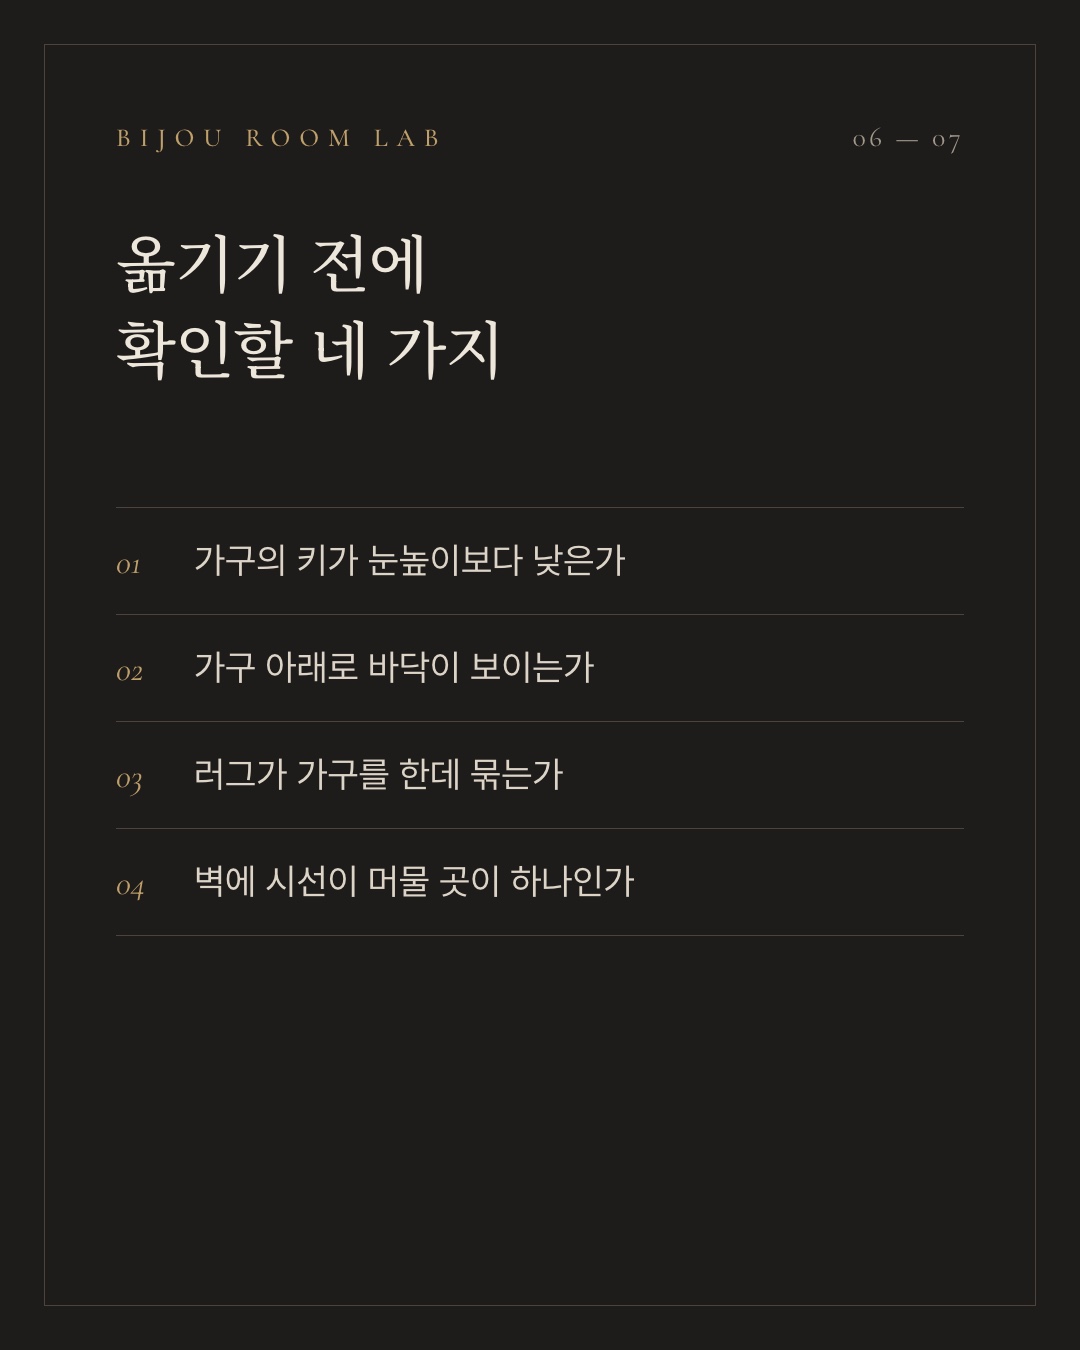 BIJOU ROOM LAB
06 — 07
옮기기 전에
확인할 네 가지
01 가구의 키가 눈높이보다 낮은가
02 가구 아래로 바닥이 보이는가
03 러그가 가구를 한데 묶는가
04 벽에 시선이 머물 곳이 하나인가